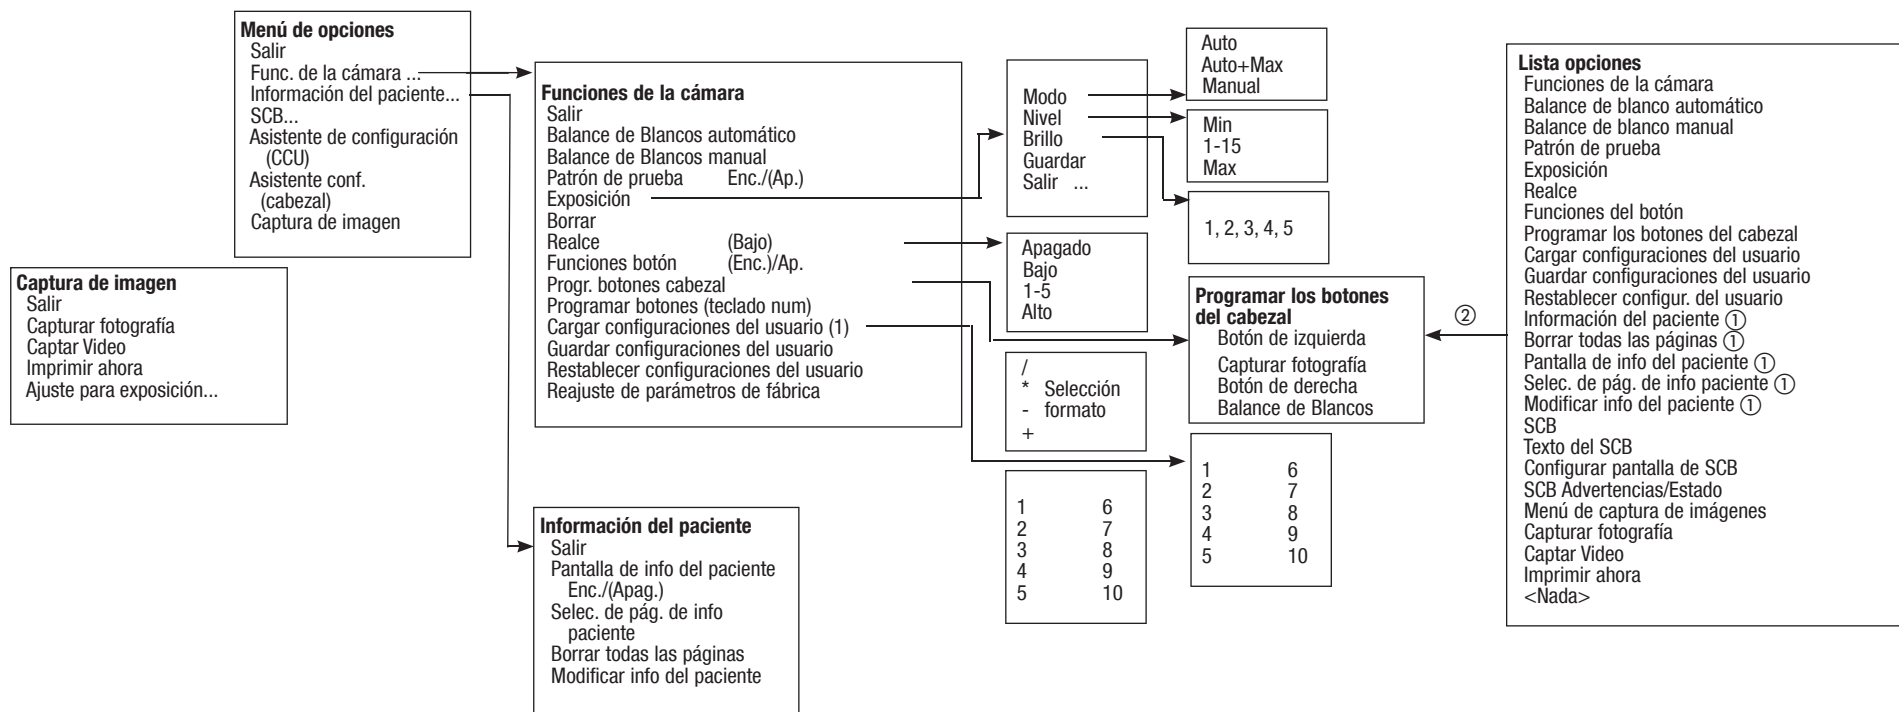 Menú de opciones
Salir
Func. de la cámara ...
Información del paciente...
SCB...
Asistente de configuración
(CCU)
Asistente conf.
(cabezal)
Captura de imagen
Captura de imagen
Salir
Capturar fotografía
Captar Video
Imprimir ahora
Ajuste para exposición...
Funciones de la cámara
Salir
Balance de Blancos automático
Balance de Blancos manual
Patrón de prueba Enc./(Ap.)
Exposición
Borrar
Realce (Bajo)
Funciones botón (Enc.)/Ap.
Progr. botones cabezal
Programar botones (teclado num)
Cargar configuraciones del usuario (1)
Guardar configuraciones del usuario
Restablecer configuraciones del usuario
Reajuste de parámetros de fábrica
Información del paciente
Salir
Pantalla de info del paciente
Enc./(Apag.)
Selec. de pág. de info
paciente
Borrar todas las páginas
Modificar info del paciente
Modo
Nivel
Brillo
Guardar
Salir ...
Auto
Auto+Max
Manual
Min
1-15
Max
1, 2, 3, 4, 5
Apagado
Bajo
1-5
Alto
/
* Selección
- formato
+
1 6
2 7
3 8
4 9
5 10
Programar los botones
del cabezal
Botón de izquierda
Capturar fotografía
Botón de derecha
Balance de Blancos
1 6
2 7
3 8
4 9
5 10
②
Lista opciones
Funciones de la cámara
Balance de blanco automático
Balance de blanco manual
Patrón de prueba
Exposición
Realce
Funciones del botón
Programar los botones del cabezal
Cargar configuraciones del usuario
Guardar configuraciones del usuario
Restablecer configur. del usuario
Información del paciente ①
Borrar todas las páginas ①
Pantalla de info del paciente ①
Selec. de pág. de info paciente ①
Modificar info del paciente ①
SCB
Texto del SCB
Configurar pantalla de SCB
SCB Advertencias/Estado
Menú de captura de imágenes
Capturar fotografía
Captar Video
Imprimir ahora
<Nada>